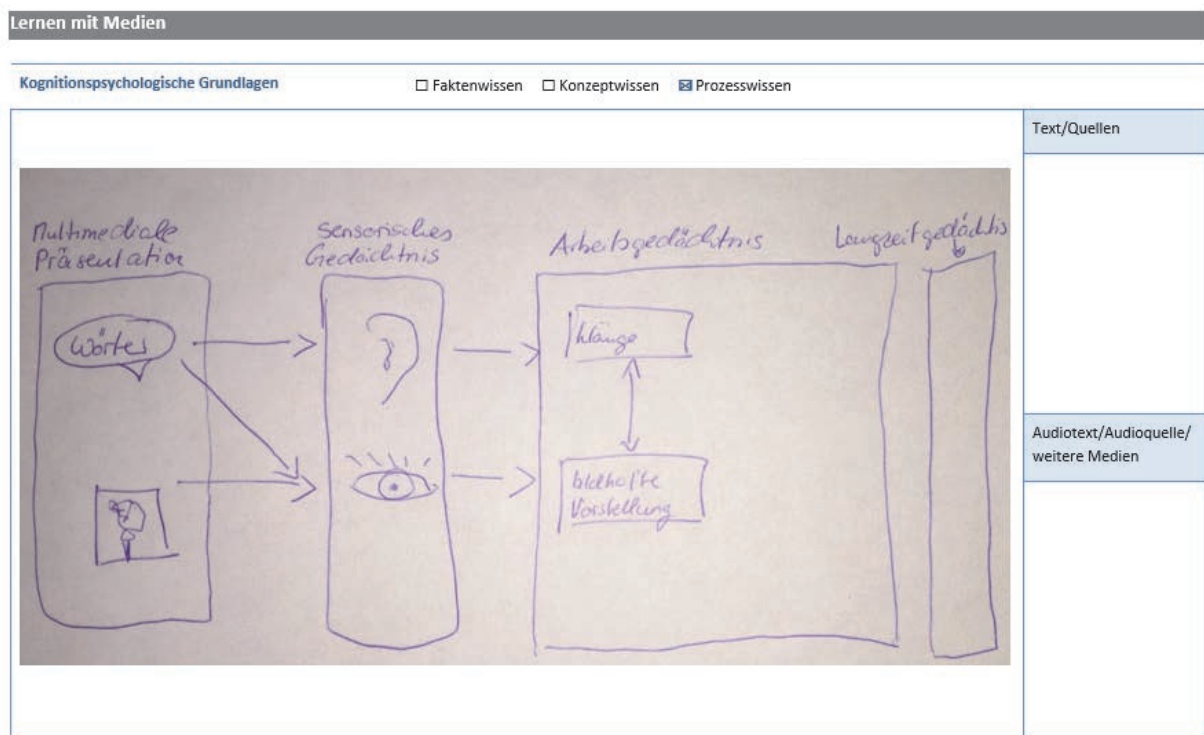 Lernen mit Medien
Kognitionspsychologische Grundlagen ☐ Faktenwissen ☐ Konzeptwissen ☒ Prozesswissen
Text/Quellen
Multimediale
Präsentation
Sensorisches
Gedächtnis
Arbeitsgedächtnis
Langzeitgedächtnis
Wörter
Klänge
bildhafte
Vorstellung
Audiotext/Audioquelle/
weitere Medien